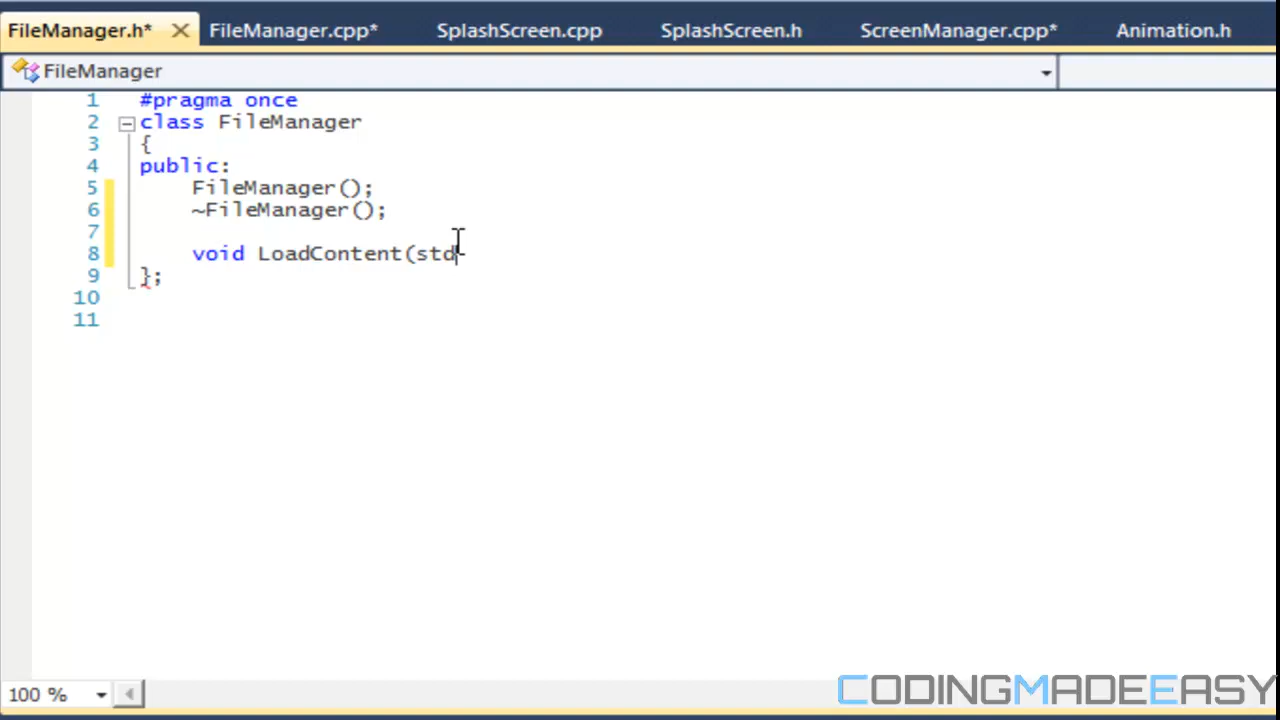 FileManager.h* FileManager.cpp* SplashScreen.cpp SplashScreen.h ScreenManager.cpp* Animation.h
FileManager
1 #pragma once
2 class FileManager
3 {
4 public:
5 FileManager();
6 ~FileManager();
7
8 void LoadContent(std
9 };
10
11
100 %
CODINGMADEEASY